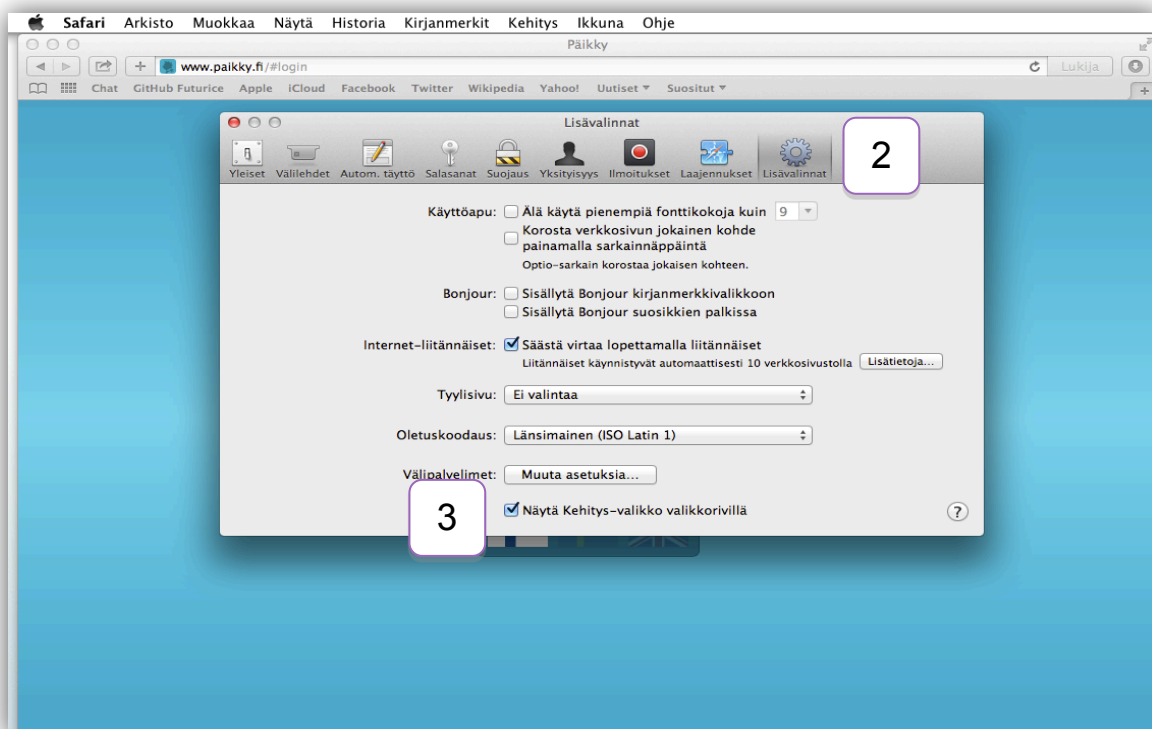 Safari Arkisto Muokkaa Näytä Historia Kirjanmerkit Kehitys Ikkuna Ohje
Päikky
www.paikky.fi/#login Lukija
Chat GitHub Futurice Apple iCloud Facebook Twitter Wikipedia Yahoo! Uutiset Suositut
Lisävalinnat
Yleiset Välilehdet Autom. täyttö Salasanat Suojaus Yksityisyys Ilmoitukset Laajennukset Lisävalinnat
2
Käyttöapu: Älä käytä pienempiä fonttikokoja kuin 9
Korosta verkkosivun jokainen kohde
painamalla sarkainnäppäintä
Optio-sarkain korostaa jokaisen kohteen.
Bonjour: Sisällytä Bonjour kirjanmerkkivalikkoon
Sisällytä Bonjour suosikkien palkissa
Internet-liitännäiset: Säästä virtaa lopettamalla liitännäiset
Liitännäiset käynnistyvät automaattisesti 10 verkkosivustolla Lisätietoja...
Tyylisivu: Ei valintaa
Oletuskoodaus: Länsimainen (ISO Latin 1)
Välipalvelimet: Muuta asetuksia...
3
Näytä Kehitys-valikko valikkorivillä ?